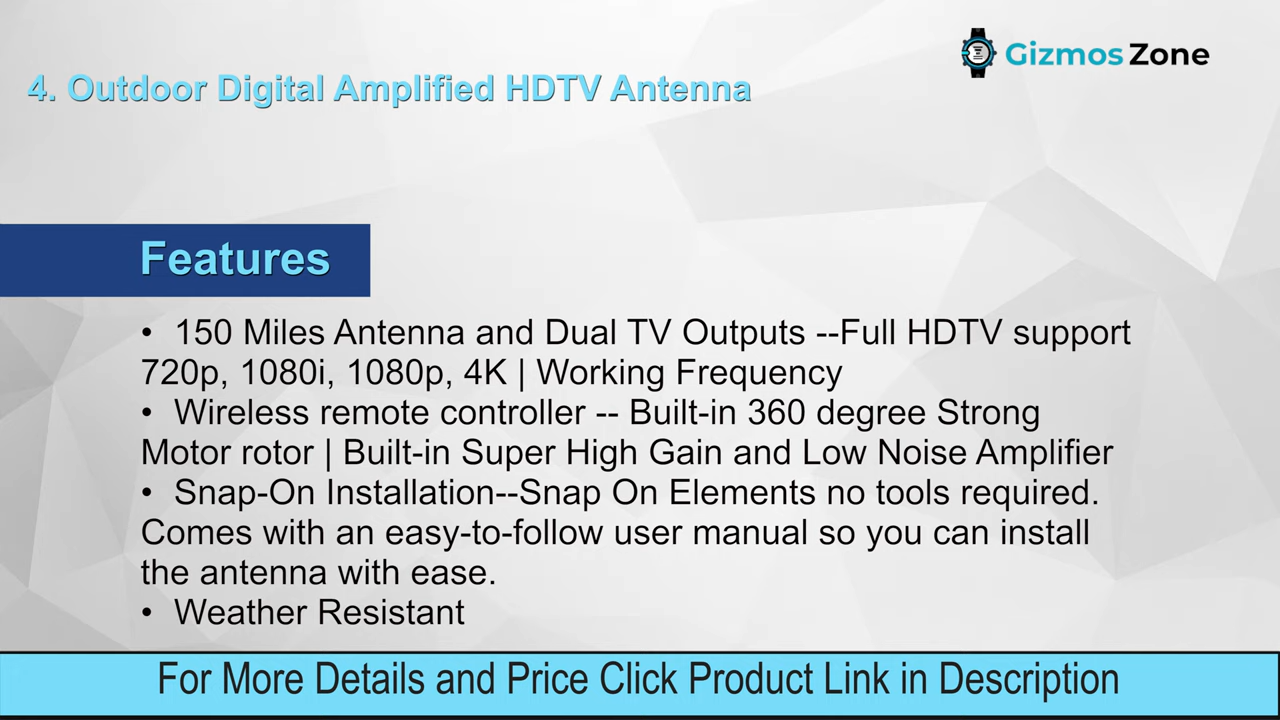 Gizmos Zone
4. Outdoor Digital Amplified HDTV Antenna
Features
• 150 Miles Antenna and Dual TV Outputs --Full HDTV support
720p, 1080i, 1080p, 4K | Working Frequency
• Wireless remote controller -- Built-in 360 degree Strong
Motor rotor | Built-in Super High Gain and Low Noise Amplifier
• Snap-On Installation--Snap On Elements no tools required.
Comes with an easy-to-follow user manual so you can install
the antenna with ease.
• Weather Resistant
For More Details and Price Click Product Link in Description